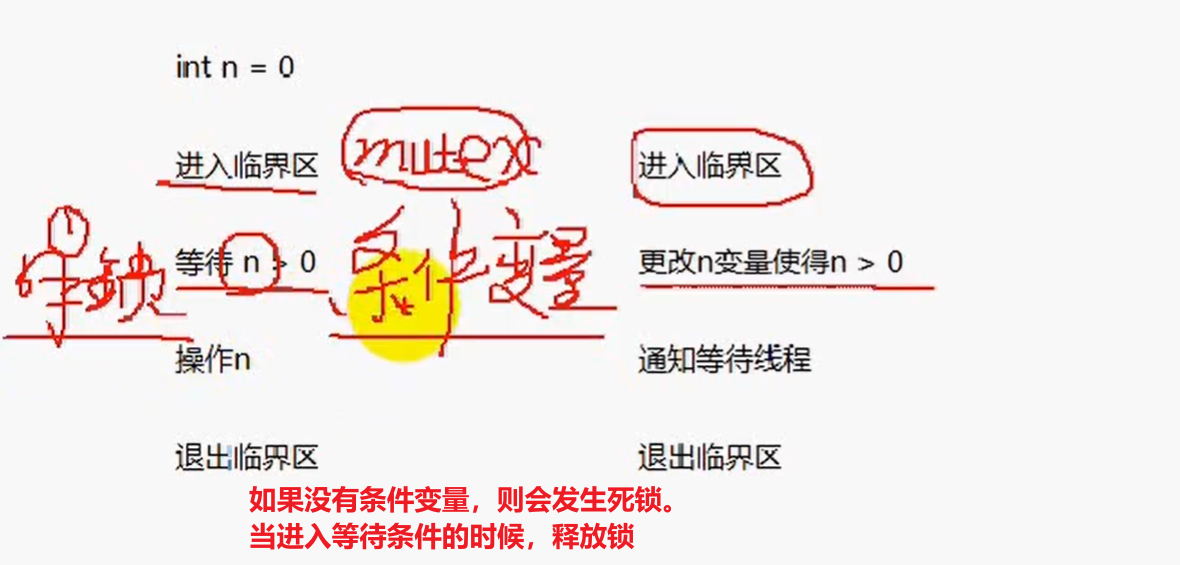 int n = 0
进入临界区
mutex
进入临界区
等待 n > 0
条件变量
更改n变量使得n > 0
操作n
通知等待线程
退出临界区
退出临界区
如果没有条件变量，则会发生死锁。
当进入等待条件的时候，释放锁